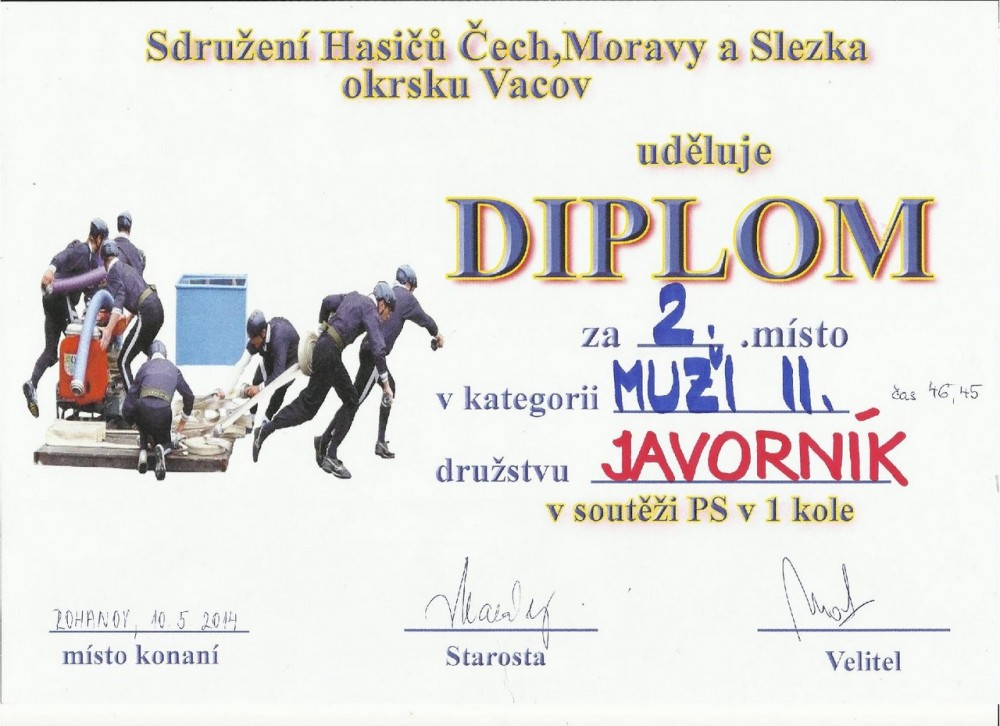 Sdružení Hasičů Čech,Moravy a Slezka
okrsku Vacov
uděluje
DIPLOM
za 2. .místo
v kategorii MUŽI II. čas 46,45
družstvu JAVORNÍK
v soutěži PS v 1 kole
ROHANOV, 10.5 2014
místo konaní
Starosta
Velitel